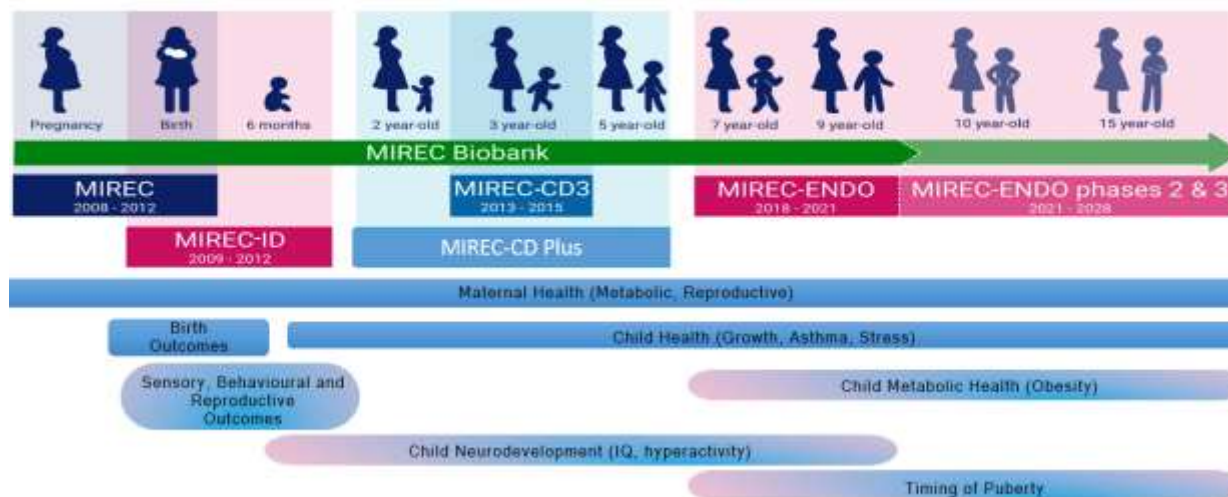 Pregnancy
Birth
6 months
2 year-old
3 year-old
5 year-old
7 year-old
9 year-old
10 year-old
15 year-old
MIREC Biobank
MIREC
2008 - 2012
MIREC-CD3
2013 - 2015
MIREC-ENDO
2018 - 2021
MIREC-ENDO phases 2 & 3
2021 - 2028
MIREC-ID
2009 - 2012
MIREC-CD Plus
Maternal Health (Metabolic, Reproductive)
Birth
Outcomes
Child Health (Growth, Asthma, Stress)
Sensory, Behavioural and
Reproductive
Outcomes
Child Metabolic Health (Obesity)
Child Neurodevelopment (IQ, hyperactivity)
Timing of Puberty